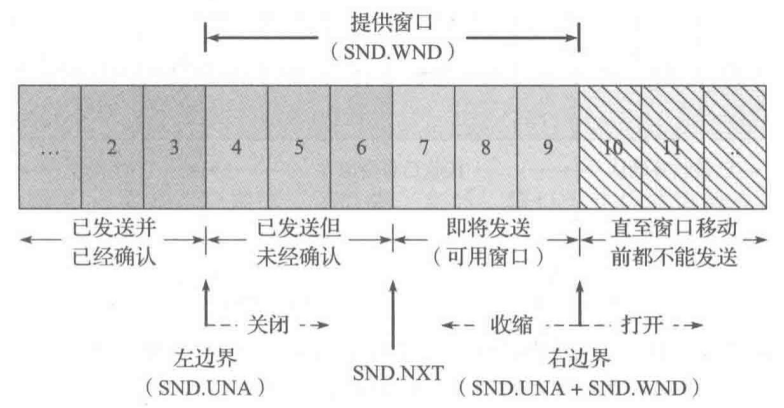 提供窗口
（SND.WND）
... 2 3 4 5 6 7 8 9 10 11 ..
已发送并 已发送但 即将发送 直至窗口移动
已经确认 未经确认 （可用窗口） 前都不能发送
关闭 收缩 打开
左边界 SND.NXT 右边界
（SND.UNA） （SND.UNA + SND.WND）